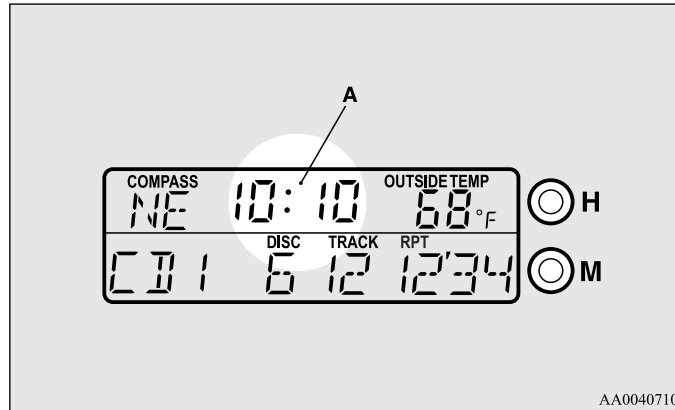 A
COMPASS OUTSIDE TEMP
NE 10:10 68°F H
DISC TRACK RPT
CD1 6 12 12'34 M
AA0040710